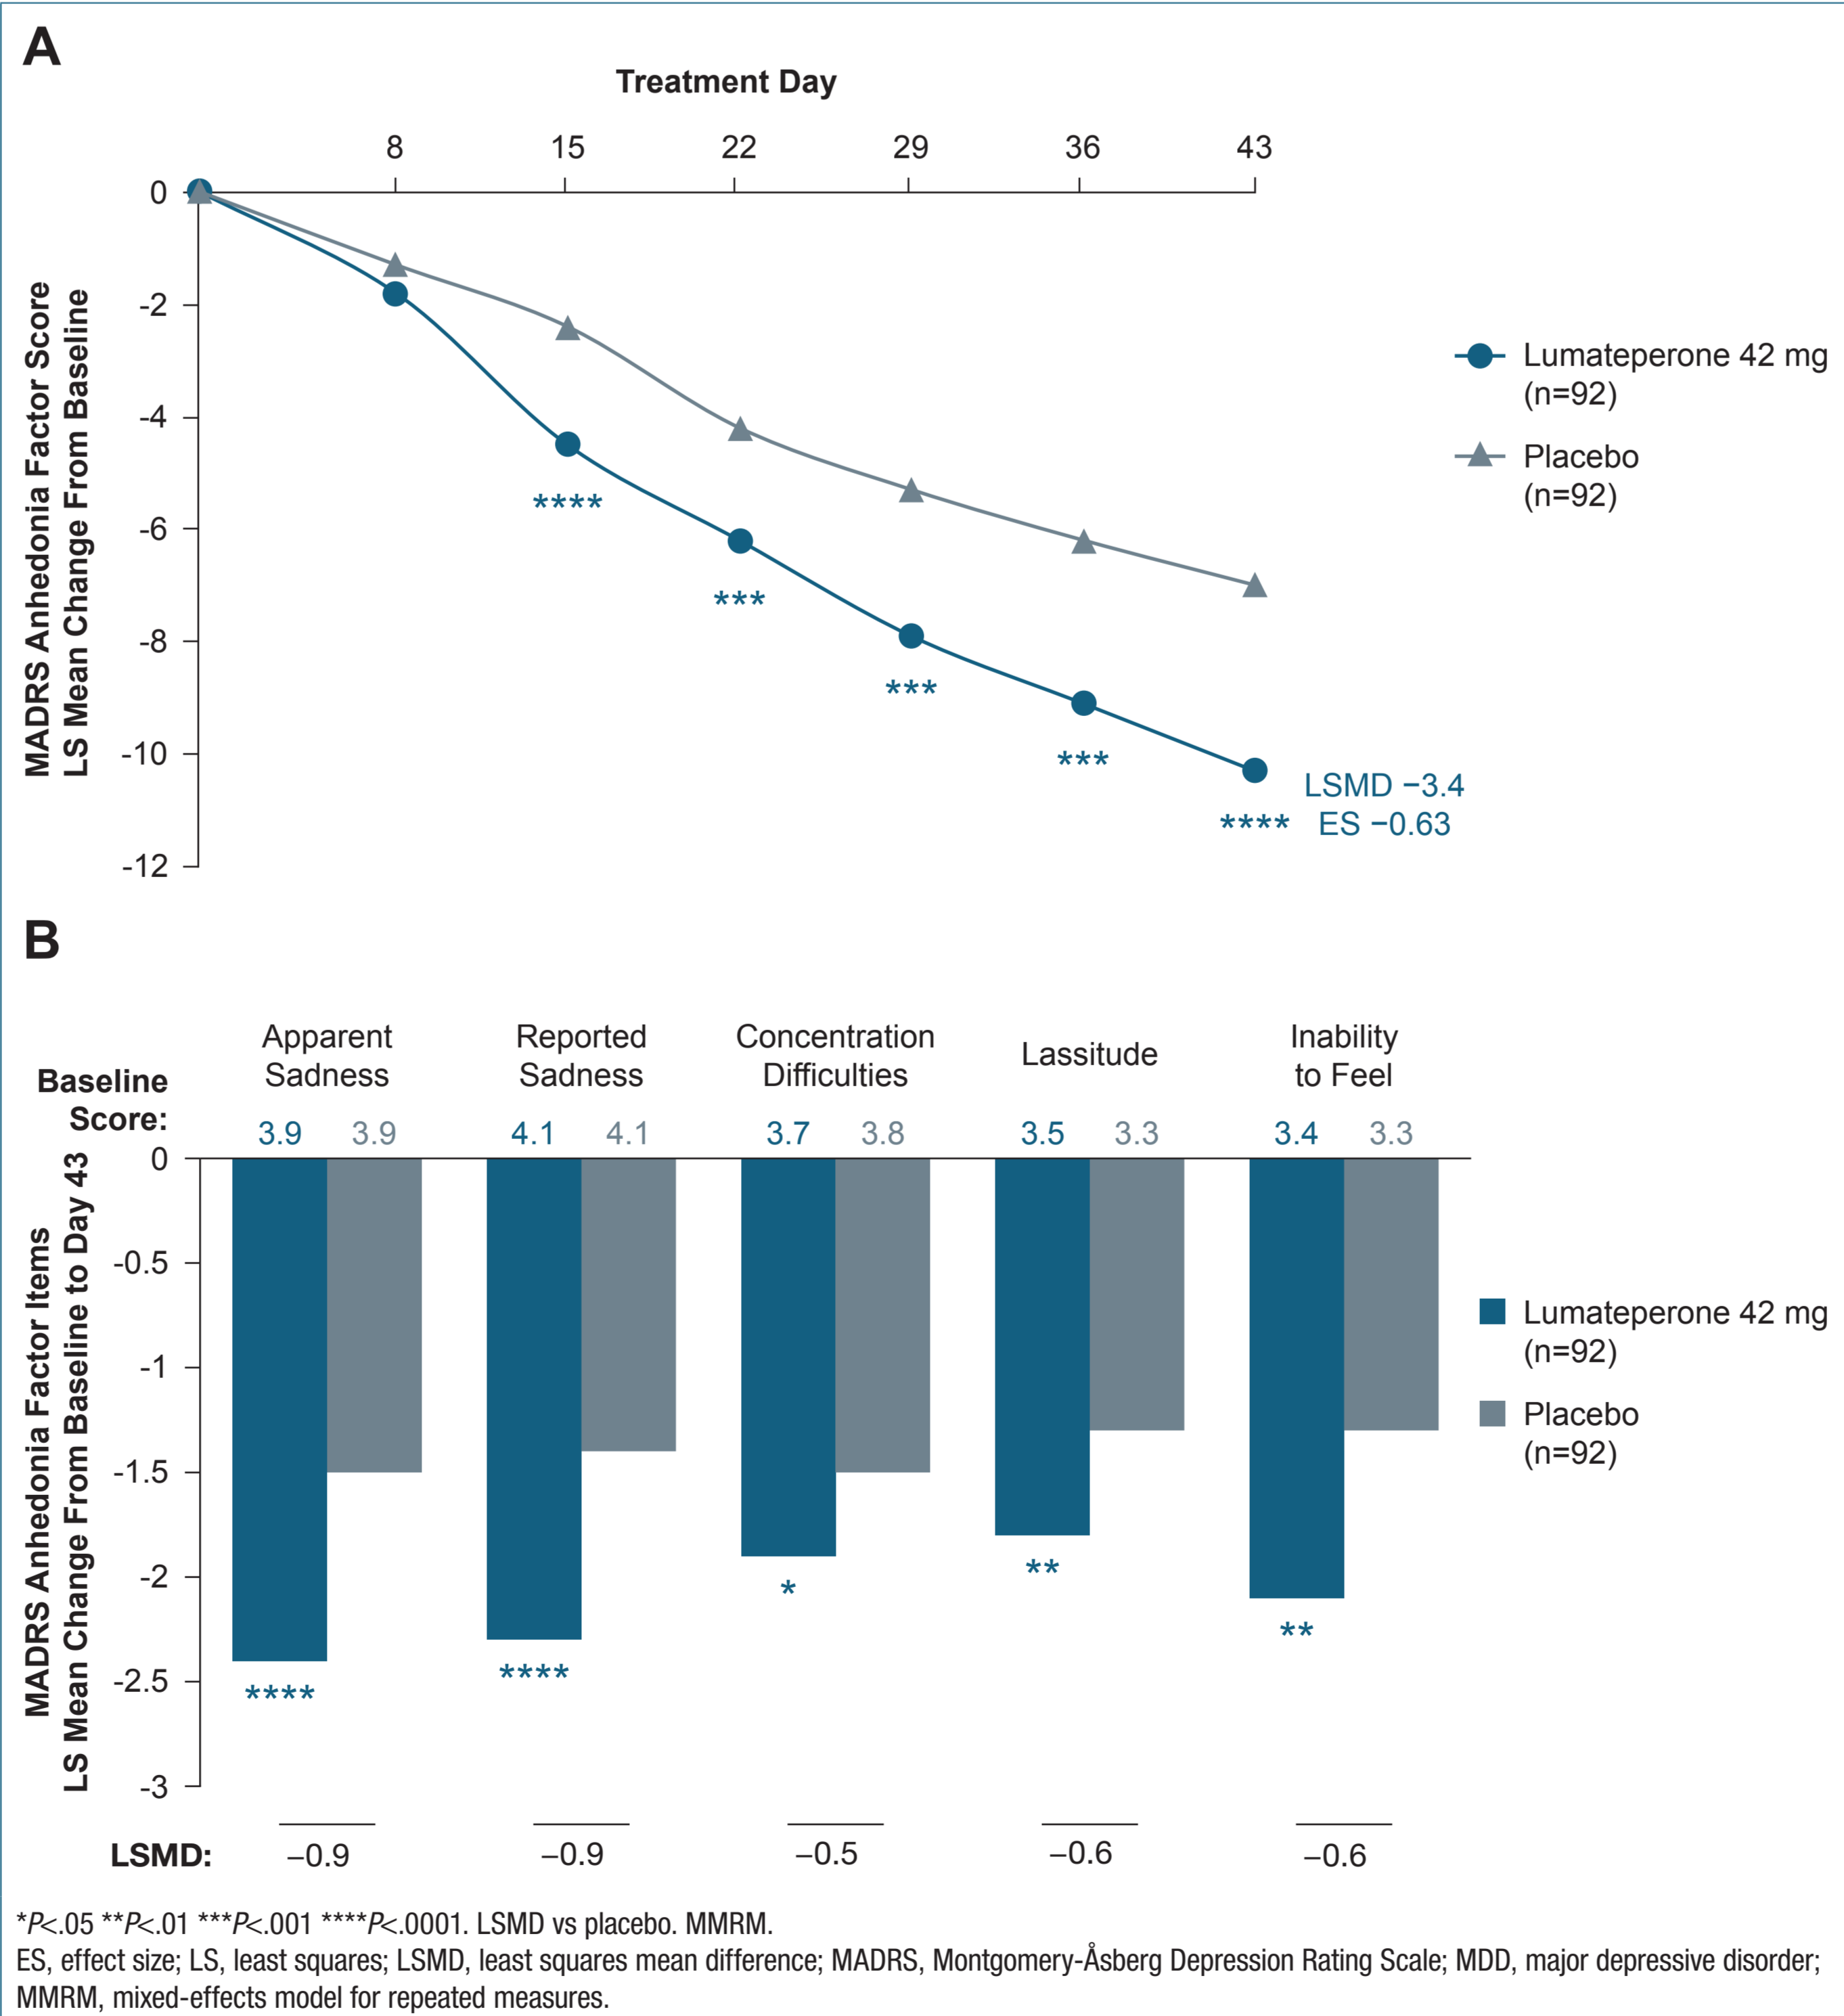 A
Treatment Day
8 15 22 29 36 43
0
-2
-4
-6
-8
-10
-12
MADRS Anhedonia Factor Score
LS Mean Change From Baseline
****
***
***
***
****
LSMD −3.4
ES −0.63
Lumateperone 42 mg
(n=92)
Placebo
(n=92)
B
Apparent
Sadness
Reported
Sadness
Concentration
Difficulties
Lassitude
Inability
to Feel
Baseline
Score:
3.9 3.9 4.1 4.1 3.7 3.8 3.5 3.3 3.4 3.3
0
-0.5
-1
-1.5
-2
-2.5
-3
MADRS Anhedonia Factor Items
LS Mean Change From Baseline to Day 43
****
****
*
**
**
Lumateperone 42 mg
(n=92)
Placebo
(n=92)
LSMD: –0.9 –0.9 –0.5 –0.6 –0.6
*P<.05 **P<.01 ***P<.001 ****P<.0001. LSMD vs placebo. MMRM.
ES, effect size; LS, least squares; LSMD, least squares mean difference; MADRS, Montgomery-Åsberg Depression Rating Scale; MDD, major depressive disorder;
MMRM, mixed-effects model for repeated measures.